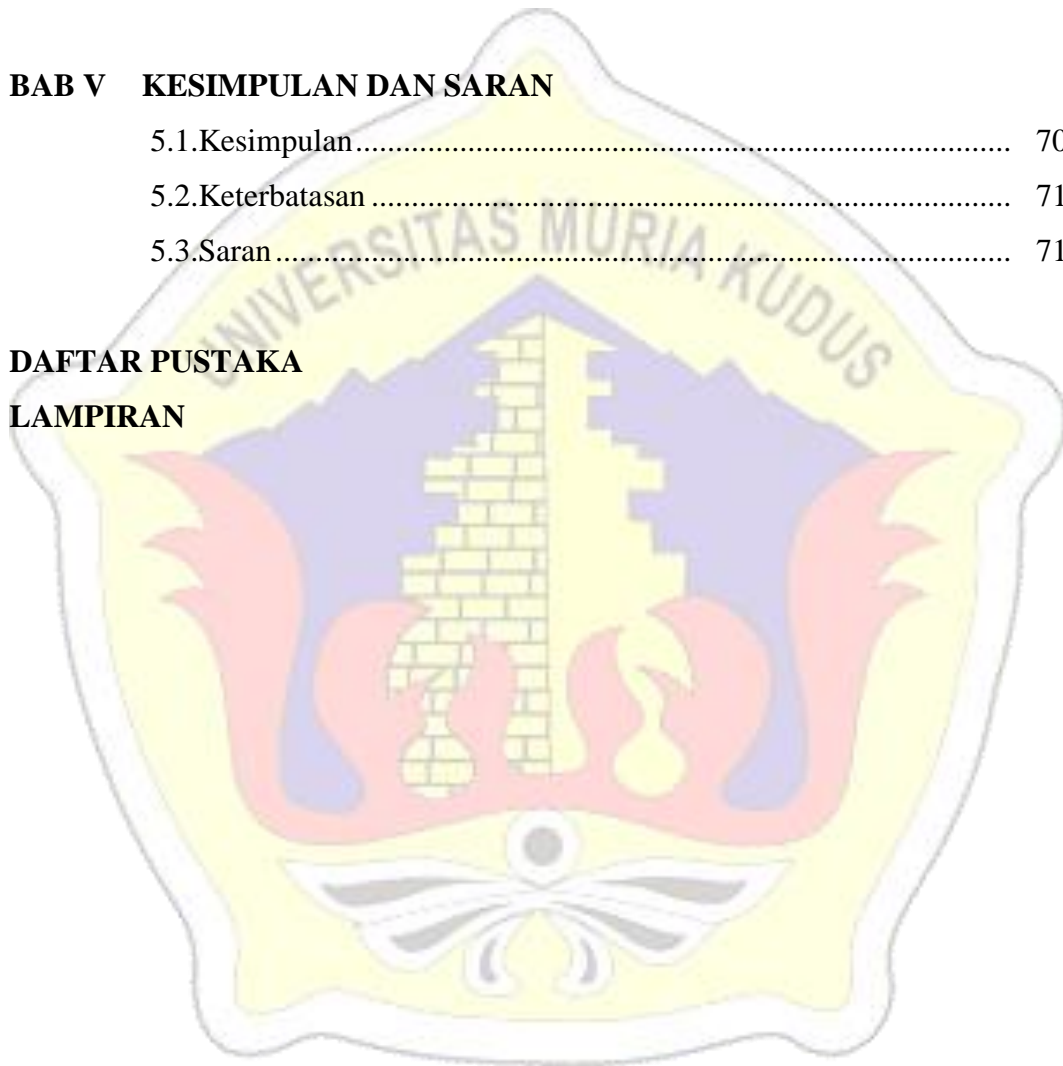 BAB V KESIMPULAN DAN SARAN
5.1.Kesimpulan.................................................................................. 70
5.2.Keterbatasan ................................................................................ 71
5.3.Saran............................................................................................ 71
DAFTAR PUSTAKA
LAMPIRAN
UNIVERSITAS MURIA KUDUS